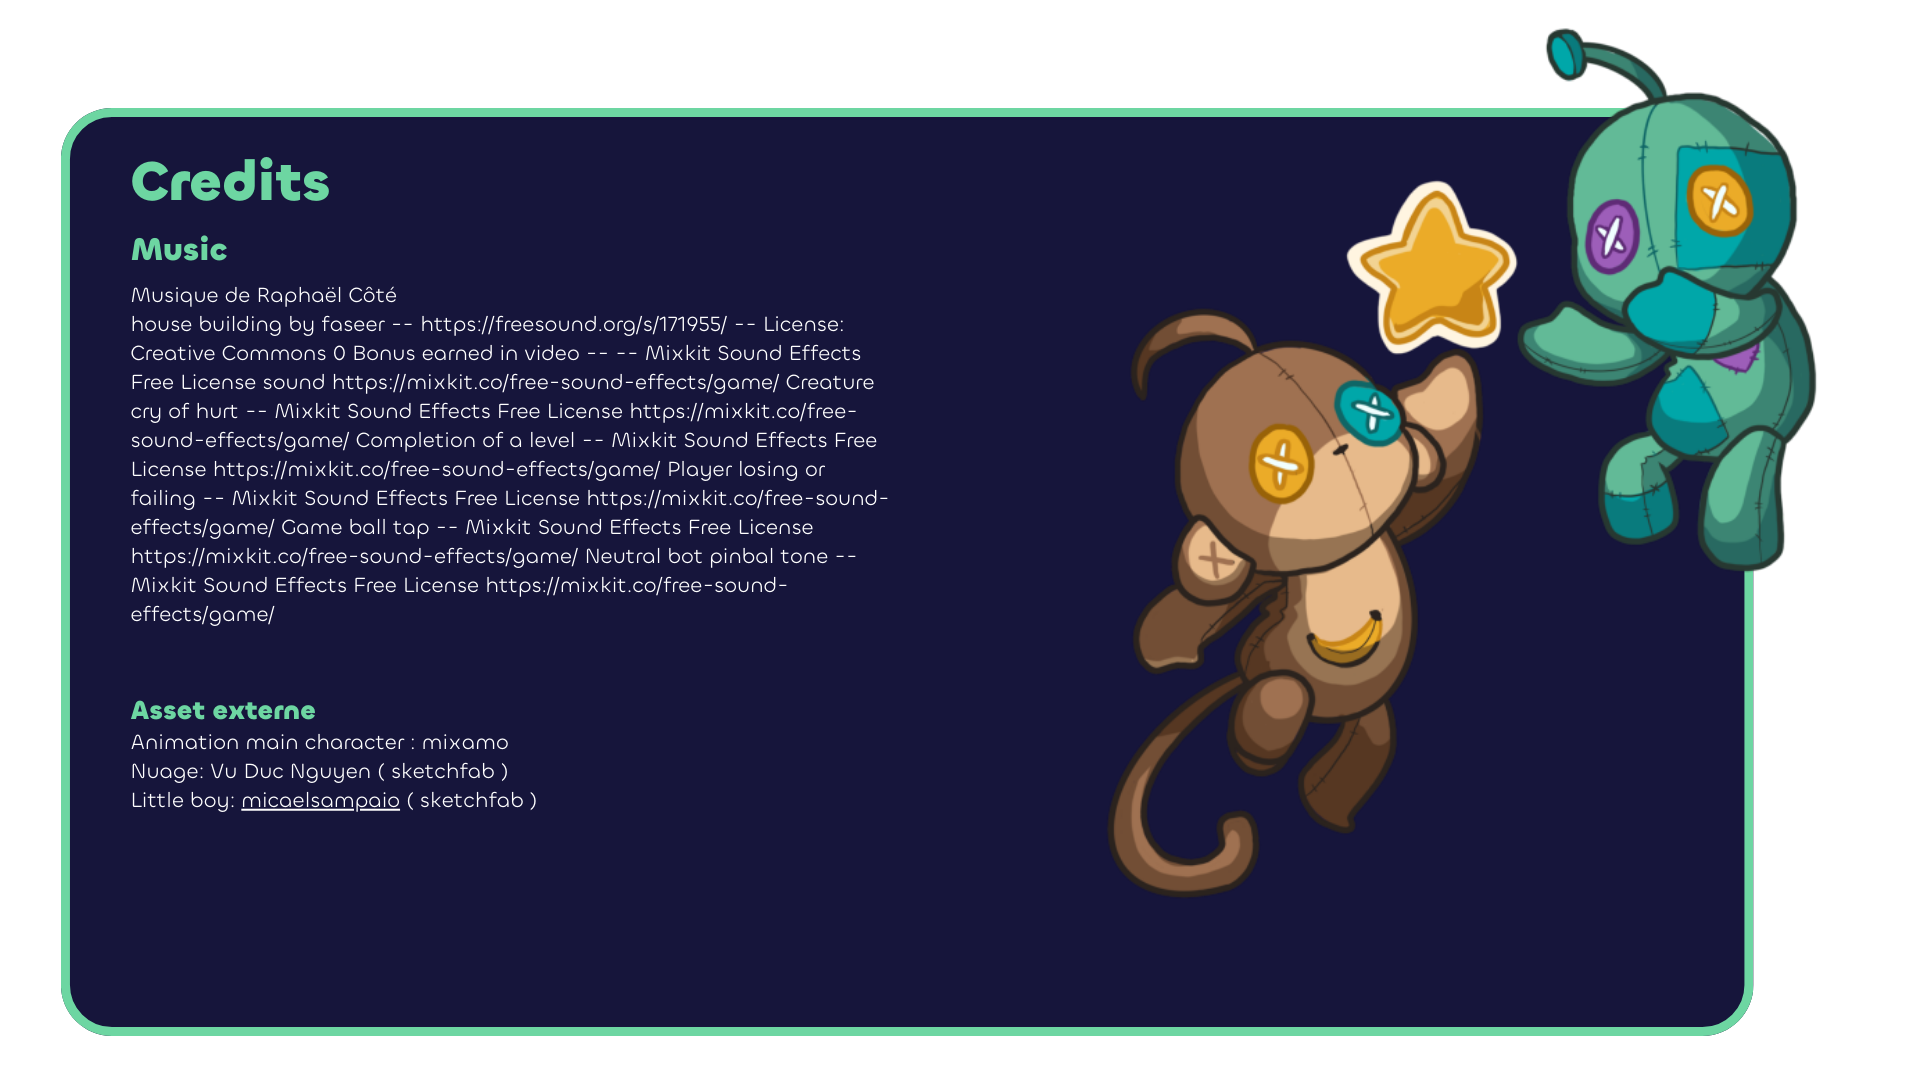 Credits
Music
Musique de Raphaël Côté
house building by faseer -- https://freesound.org/s/171955/ -- License:
Creative Commons 0 Bonus earned in video -- -- Mixkit Sound Effects
Free License sound https://mixkit.co/free-sound-effects/game/ Creature
cry of hurt -- Mixkit Sound Effects Free License https://mixkit.co/free-
sound-effects/game/ Completion of a level -- Mixkit Sound Effects Free
License https://mixkit.co/free-sound-effects/game/ Player losing or
failing -- Mixkit Sound Effects Free License https://mixkit.co/free-sound-
effects/game/ Game ball tap -- Mixkit Sound Effects Free License
https://mixkit.co/free-sound-effects/game/ Neutral bot pinbal tone --
Mixkit Sound Effects Free License https://mixkit.co/free-sound-
effects/game/
Asset externe
Animation main character : mixamo
Nuage: Vu Duc Nguyen ( sketchfab )
Little boy: micaelsampaio ( sketchfab )